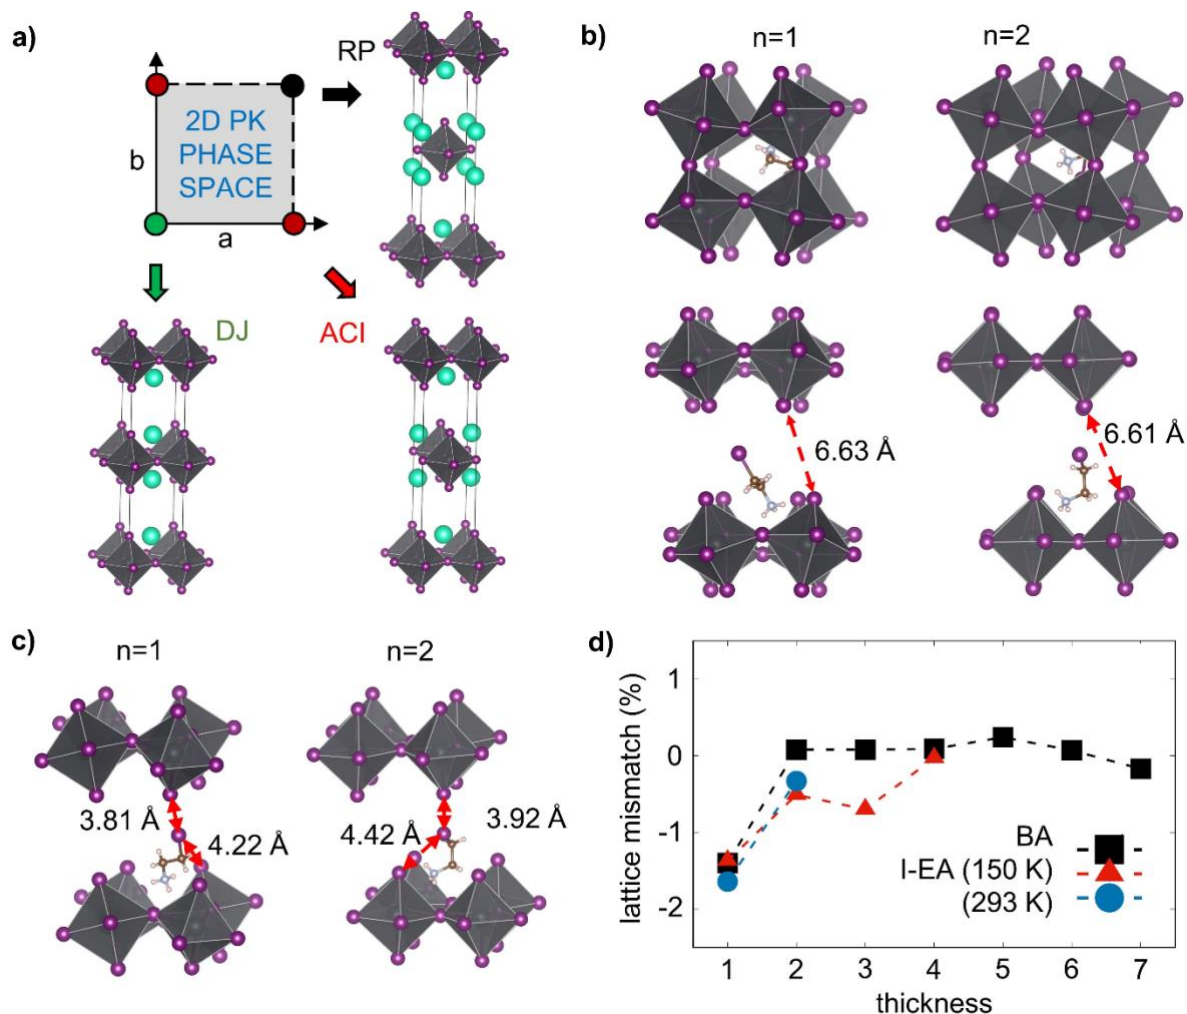 a)
2D PK
PHASE
SPACE
b
a
RP
DJ
ACI
b)
n=1
n=2
6.63 Å
6.61 Å
c)
n=1
n=2
3.81 Å
4.22 Å
4.42 Å
3.92 Å
d)
lattice mismatch (%)
1
0
-1
-2
BA
I-EA (150 K)
(293 K)
1 2 3 4 5 6 7
thickness